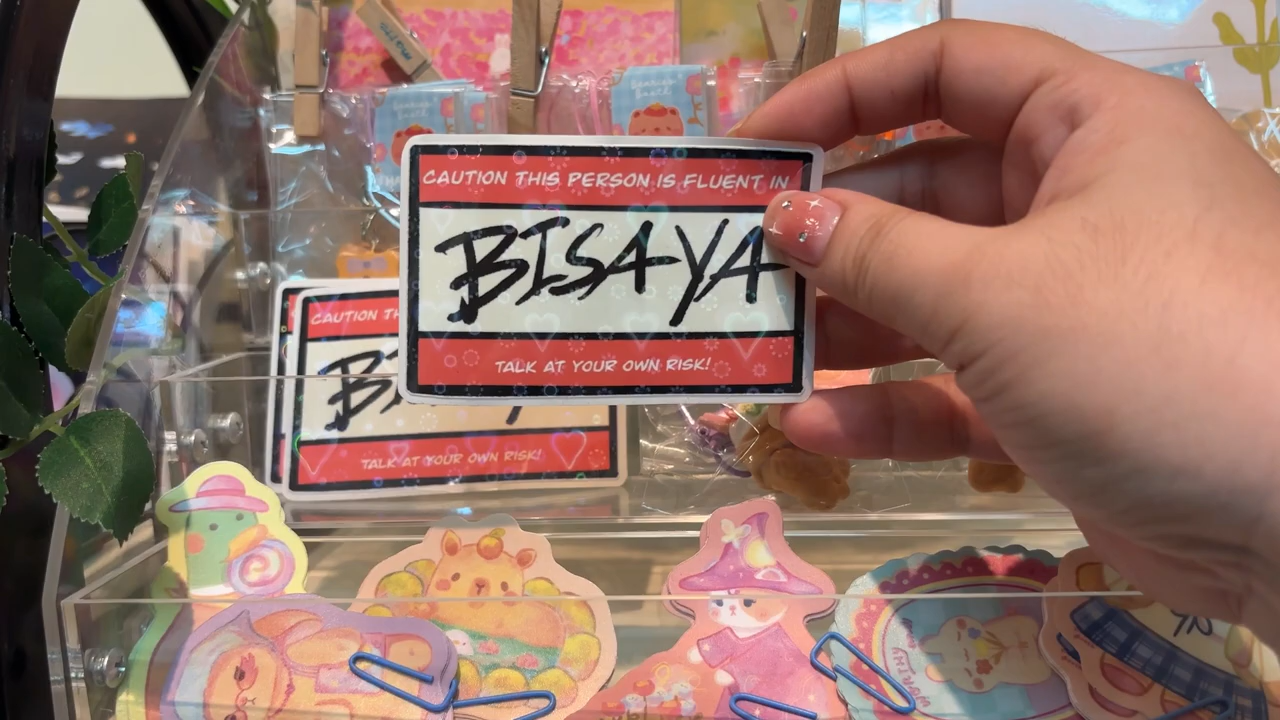 CAUTION THIS PERSON IS FLUENT IN
BISAYA
TALK AT YOUR OWN RISK!
CAUTION TH
TALK AT YOUR OWN RISK!